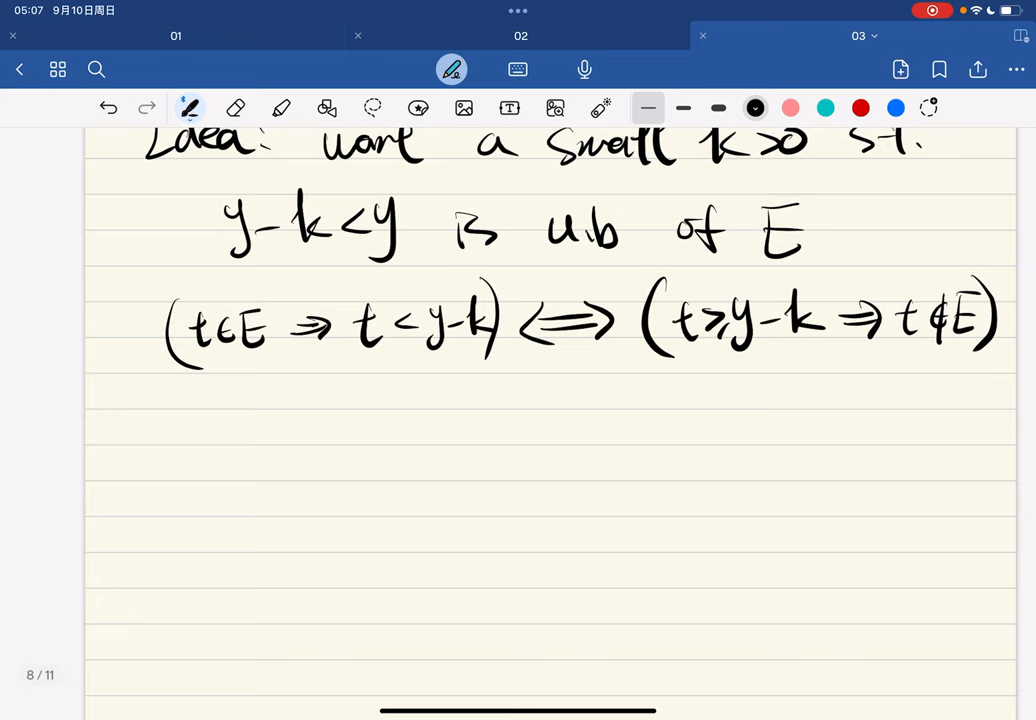 05:07 9月10日周日
01 02 03
Idea: want a small k>0 s.t.
y-k<y is u.b of E
(t∈E ⇒ t<y-k) ⟺ (t≥y-k ⇒ t∉E)
8 / 11